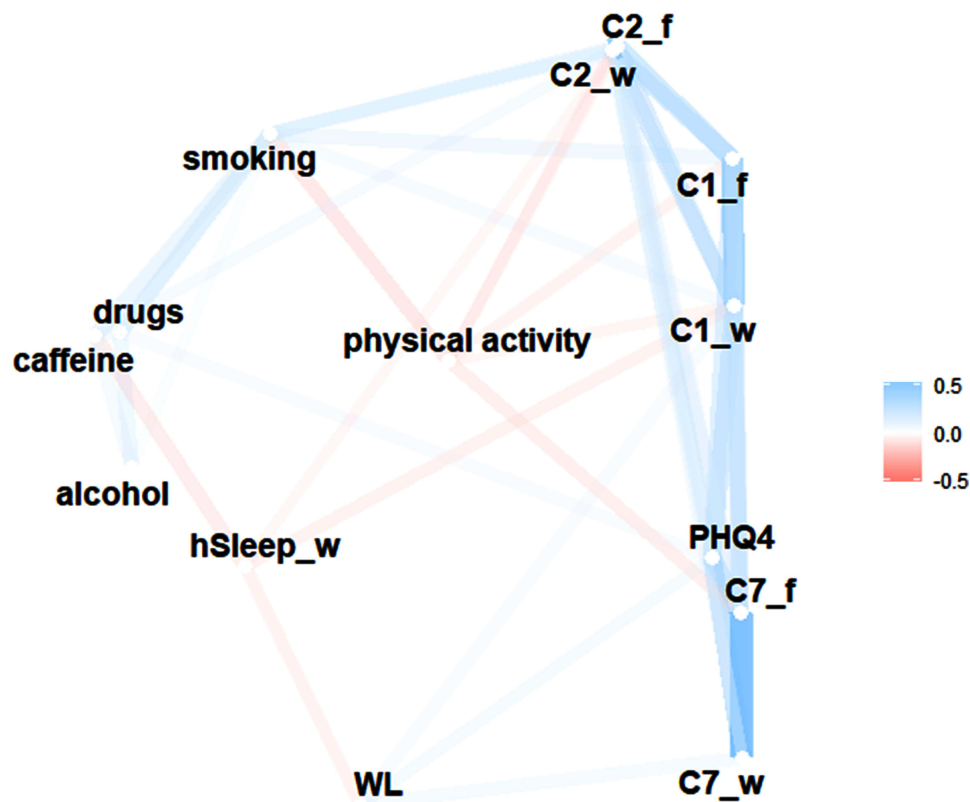 C2_f
C2_w
smoking
C1_f
drugs
C1_w
physical activity
caffeine
0.5
0.0
-0.5
alcohol
PHQ4
hSleep_w
C7_f
WL
C7_w